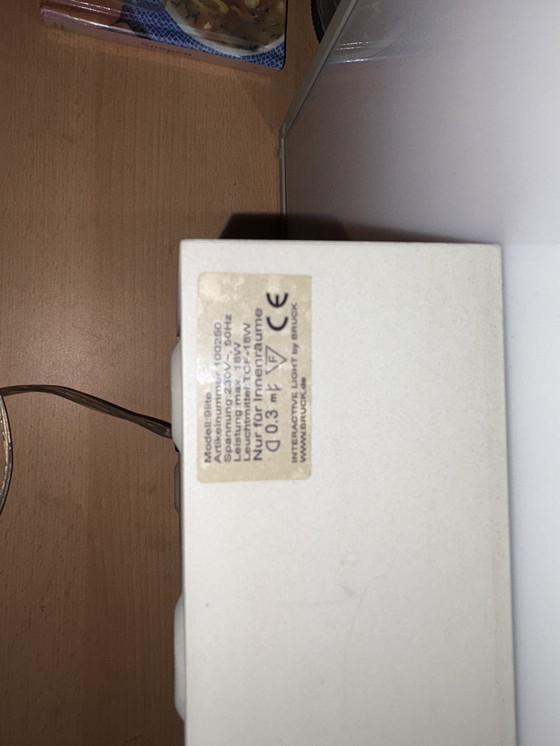 Modell:9lite
Artikelnummer:100250
Spannung:230V~, 50Hz
Leistung:max. 18W
Leuchtmittel:TCF-18W
Nur für Innenräume
0.3 m F CE
INTERACTIVE LIGHT by BRUCK
WWW.BRUCK.de